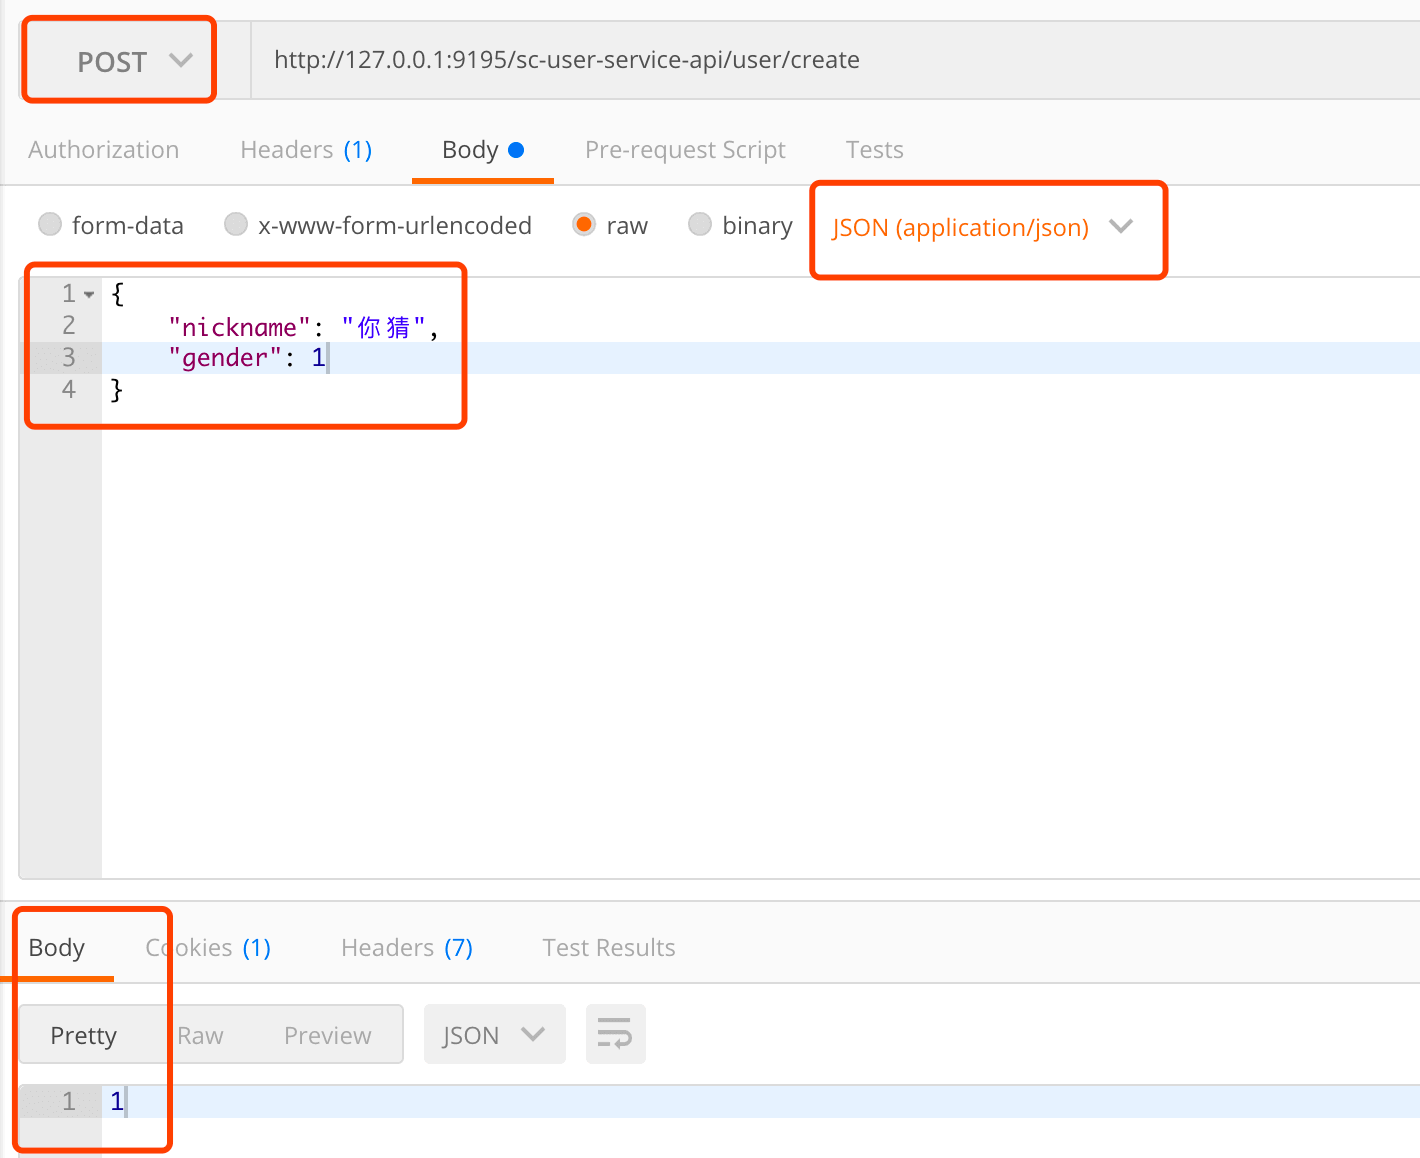 POST http://127.0.0.1:9195/sc-user-service-api/user/create
Authorization Headers (1) Body Pre-request Script Tests
form-data x-www-form-urlencoded raw binary JSON (application/json)
1 {
2 "nickname": "你猜",
3 "gender": 1
4 }
Body Cookies (1) Headers (7) Test Results
Pretty Raw Preview JSON
1 1